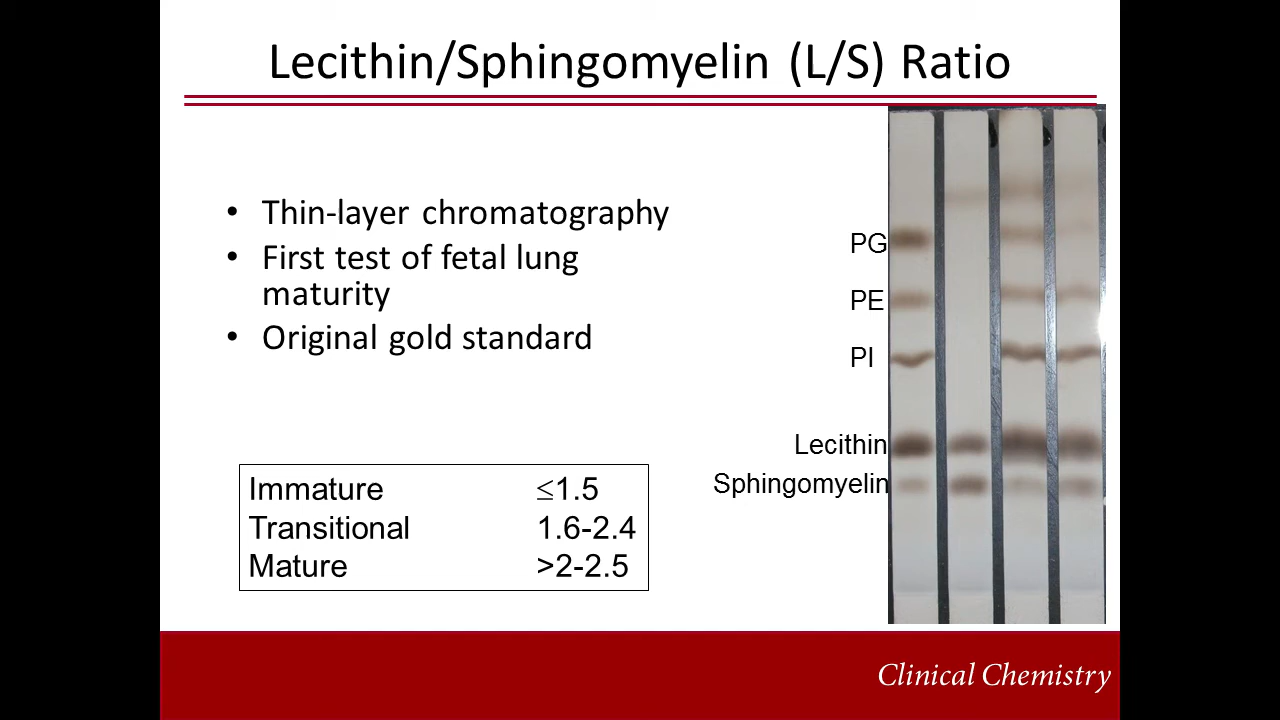 Lecithin/Sphingomyelin (L/S) Ratio
• Thin-layer chromatography
• First test of fetal lung
maturity
• Original gold standard
Immature ≤1.5
Transitional 1.6-2.4
Mature >2-2.5
PG
PE
PI
Lecithin
Sphingomyelin
Clinical Chemistry